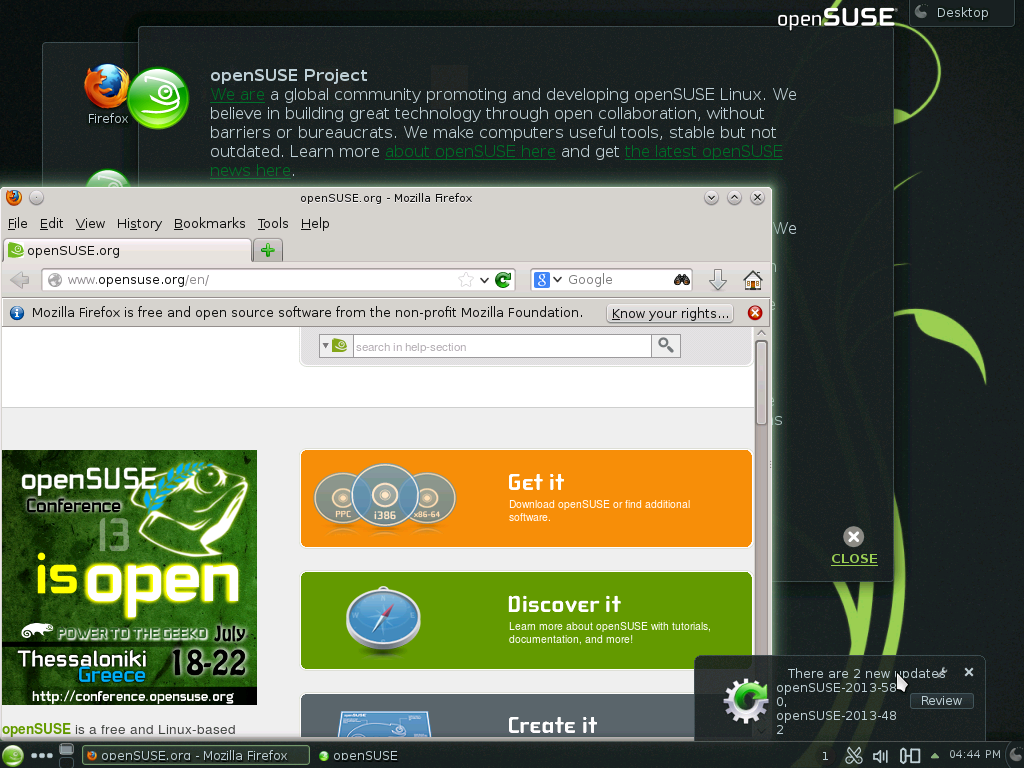 openSUSE
Desktop
Firefox
openSUSE Project
We are a global community promoting and developing openSUSE Linux. We
believe in building great technology through open collaboration, without
barriers or bureaucrats. We make computers useful tools, stable but not
outdated. Learn more about openSUSE here and get the latest openSUSE
news here.
We
openSUSE.org - Mozilla Firefox
File Edit View History Bookmarks Tools Help
openSUSE.org
www.opensuse.org/en/
Google
Mozilla Firefox is free and open source software from the non-profit Mozilla Foundation.
Know your rights...
search in help-section
openSUSE
Conference
13
is open
POWER TO THE GEEKO July
Thessaloniki
Greece
18-22
http://conference.opensuse.org
openSUSE is a free and Linux-based
PPC
i386
x86-64
Get it
Download openSUSE or find additional
software.
Discover it
Learn more about openSUSE with tutorials,
documentation, and more!
Create it
CLOSE
There are 2 new updates
openSUSE-2013-58
0,
openSUSE-2013-48
2
Review
openSUSE.org - Mozilla Firefox
openSUSE
1
04:44 PM